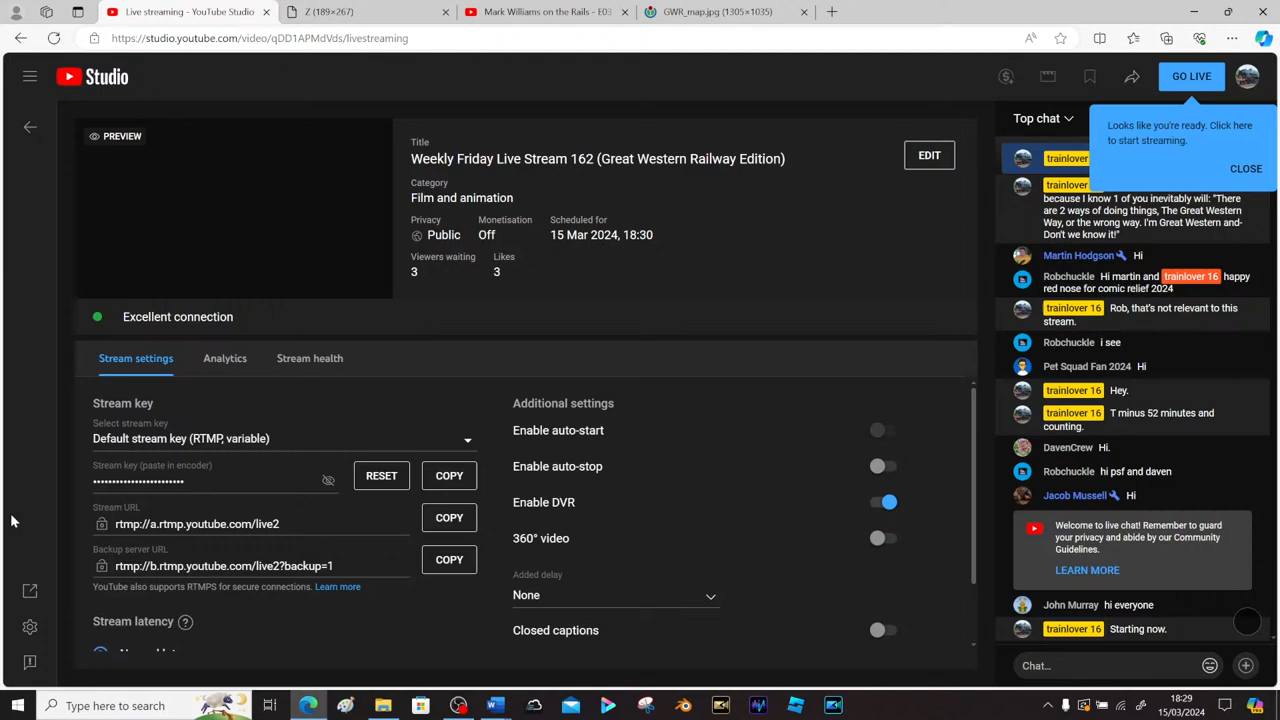 Live streaming - YouTube Studio
Z (189×267)
Mark Williams on the Rails - E03
GWR_map.jpg (1305×1035)
https://studio.youtube.com/video/qDD1APMdVds/livestreaming
Studio
GO LIVE
PREVIEW
Title
Weekly Friday Live Stream 162 (Great Western Railway Edition)
EDIT
Category
Film and animation
Privacy Monetisation Scheduled for
Public Off 15 Mar 2024, 18:30
Viewers waiting Likes
3 3
Excellent connection
Stream settings Analytics Stream health
Stream key
Select stream key
Default stream key (RTMP, variable)
Stream key (paste in encoder)
RESET COPY
Stream URL
rtmp://a.rtmp.youtube.com/live2
COPY
Backup server URL
rtmp://b.rtmp.youtube.com/live2?backup=1
COPY
YouTube also supports RTMPS for secure connections. Learn more
Stream latency
Additional settings
Enable auto-start
Enable auto-stop
Enable DVR
360° video
Added delay
None
Closed captions
Top chat
Looks like you're ready. Click here
to start streaming.
CLOSE
trainlover
trainlover
because I know 1 of you inevitably will: "There
are 2 ways of doing things, The Great Western
Way, or the wrong way. I'm Great Western and-
Don't we know it!"
Martin Hodgson Hi
Robchuckle Hi martin and trainlover 16 happy
red nose for comic relief 2024
trainlover 16 Rob, that's not relevant to this
stream.
Robchuckle i see
Pet Squad Fan 2024 Hi
trainlover 16 Hey.
trainlover 16 T minus 52 minutes and
counting.
DavenCrew Hi.
Robchuckle hi psf and daven
Jacob Mussell Hi
Welcome to live chat! Remember to guard
your privacy and abide by our Community
Guidelines.
LEARN MORE
John Murray hi everyone
trainlover 16 Starting now.
Chat...
Type here to search
18:29
15/03/2024